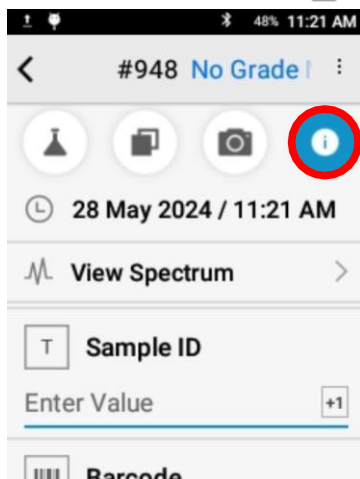 48% 11:21 AM
#948 No Grade
28 May 2024 / 11:21 AM
View Spectrum
T Sample ID
Enter Value +1
Barcode